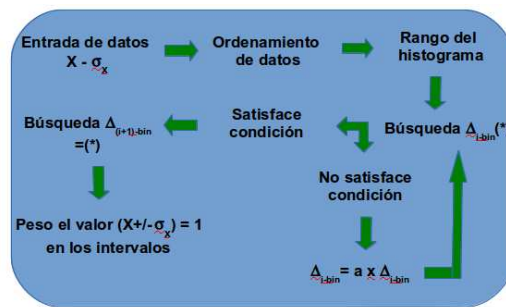 Entrada de datos
X - σx
Ordenamiento
de datos
Rango del
histograma
Búsqueda Δi-bin(*
Satisface
condición
Búsqueda Δ(i+1)-bin
=(*)
No satisface
condición
Δi-bin = a x Δi-bin
Peso el valor (X+/-σx) = 1
en los intervalos